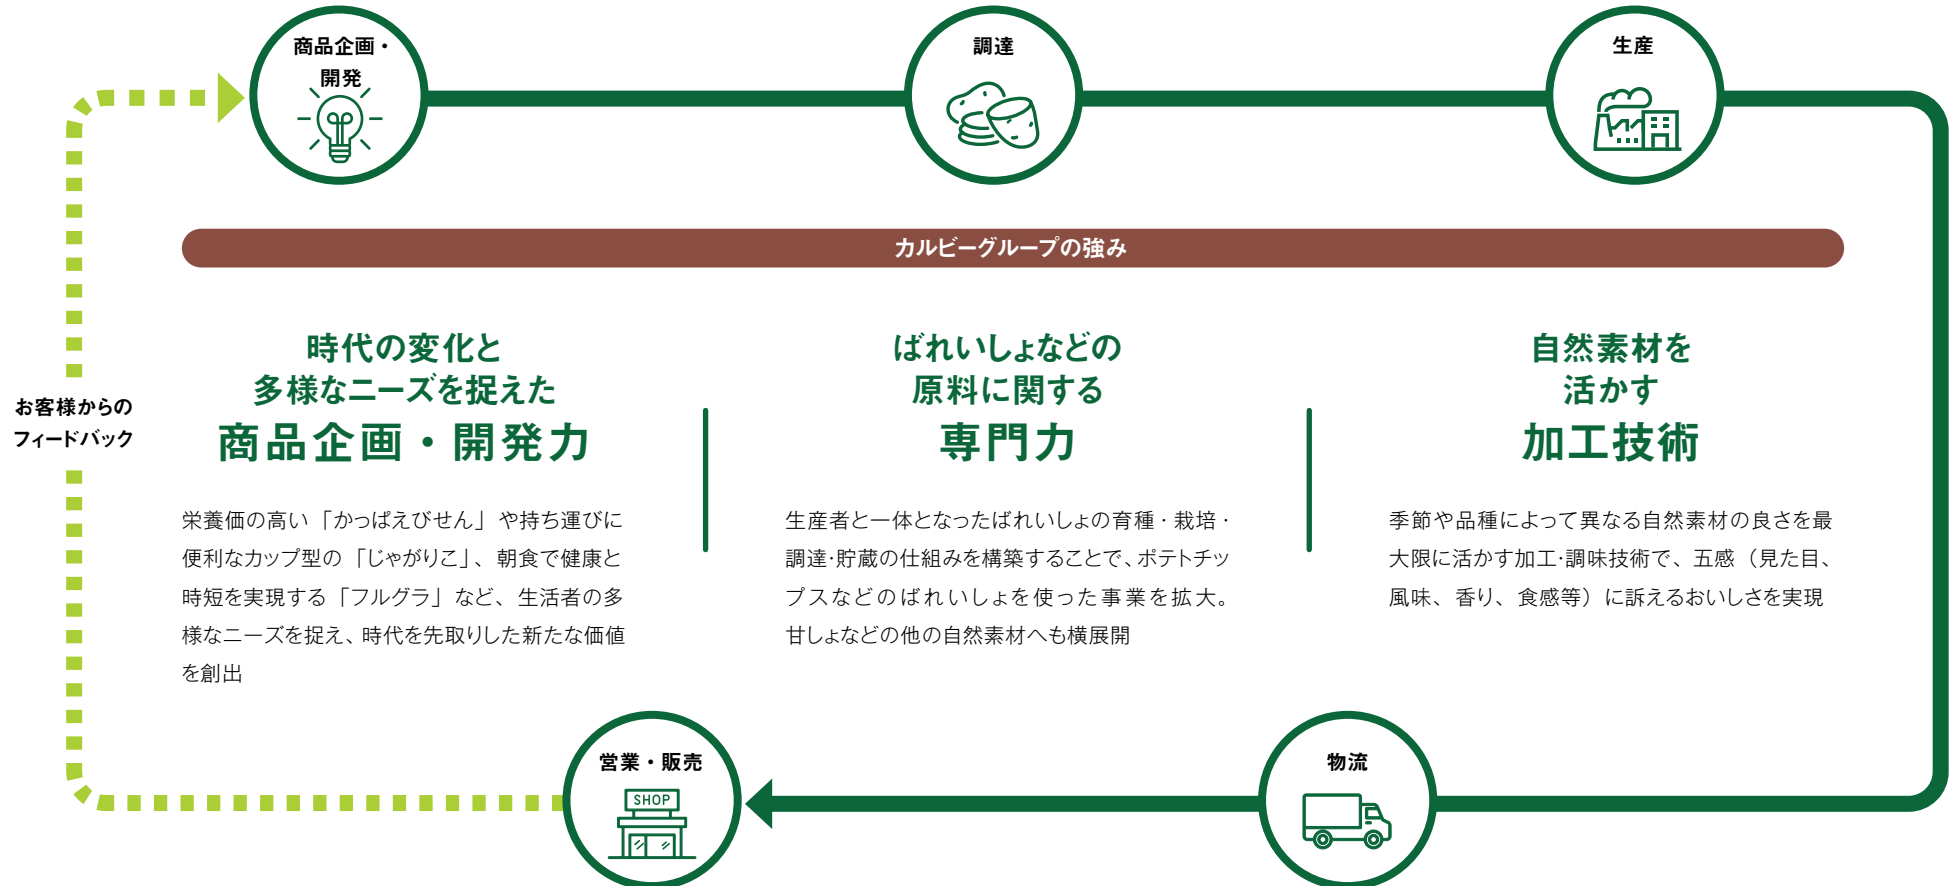 商品企画・
開発
調達
生産
カルビーグループの強み
時代の変化と
多様なニーズを捉えた
商品企画・開発力
栄養価の高い「かっぱえびせん」や持ち運びに
便利なカップ型の「じゃがりこ」、朝食で健康と
時短を実現する「フルグラ」など、生活者の多
様なニーズを捉え、時代を先取りした新たな価値
を創出
ばれいしょなどの
原料に関する
専門力
生産者と一体となったばれいしょの育種・栽培・
調達・貯蔵の仕組みを構築することで、ポテトチッ
プスなどのばれいしょを使った事業を拡大。
甘しょなどの他の自然素材へも横展開
自然素材を
活かす
加工技術
季節や品種によって異なる自然素材の良さを最
大限に活かす加工・調味技術で、五感（見た目、
風味、香り、食感等）に訴えるおいしさを実現
お客様からの
フィードバック
営業・販売
SHOP
物流